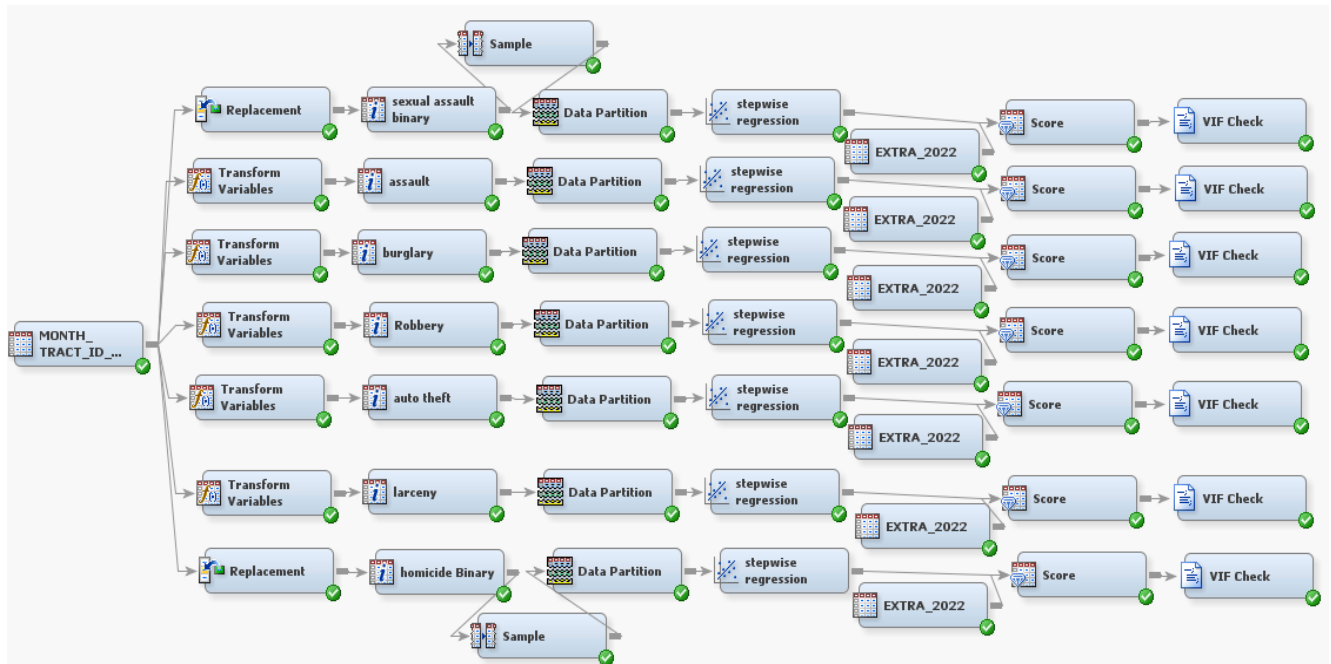 Sample
Replacement
sexual assault
binary
Data Partition
stepwise
regression
EXTRA_2022
Score
VIF Check
Transform
Variables
assault
Data Partition
stepwise
regression
EXTRA_2022
Score
VIF Check
Transform
Variables
burglary
Data Partition
stepwise
regression
EXTRA_2022
Score
VIF Check
MONTH_
TRACT_ID_...
Transform
Variables
Robbery
Data Partition
stepwise
regression
EXTRA_2022
Score
VIF Check
Transform
Variables
auto theft
Data Partition
stepwise
regression
EXTRA_2022
Score
VIF Check
Transform
Variables
larceny
Data Partition
stepwise
regression
EXTRA_2022
Score
VIF Check
Replacement
homicide Binary
Data Partition
stepwise
regression
EXTRA_2022
Score
VIF Check
Sample